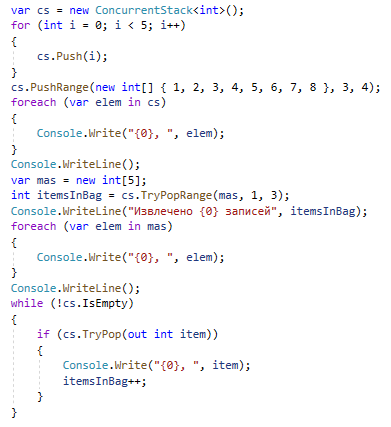 var cs = new ConcurrentStack<int>();
for (int i = 0; i < 5; i++)
{
    cs.Push(i);
}
cs.PushRange(new int[] { 1, 2, 3, 4, 5, 6, 7, 8 }, 3, 4);
foreach (var elem in cs)
{
    Console.Write("{0}, ", elem);
}
Console.WriteLine();
var mas = new int[5];
int itemsInBag = cs.TryPopRange(mas, 1, 3);
Console.WriteLine("Извлечено {0} записей", itemsInBag);
foreach (var elem in mas)
{
    Console.Write("{0}, ", elem);
}
Console.WriteLine();
while (!cs.IsEmpty)
{
    if (cs.TryPop(out int item))
    {
        Console.Write("{0}, ", item);
        itemsInBag++;
    }
}